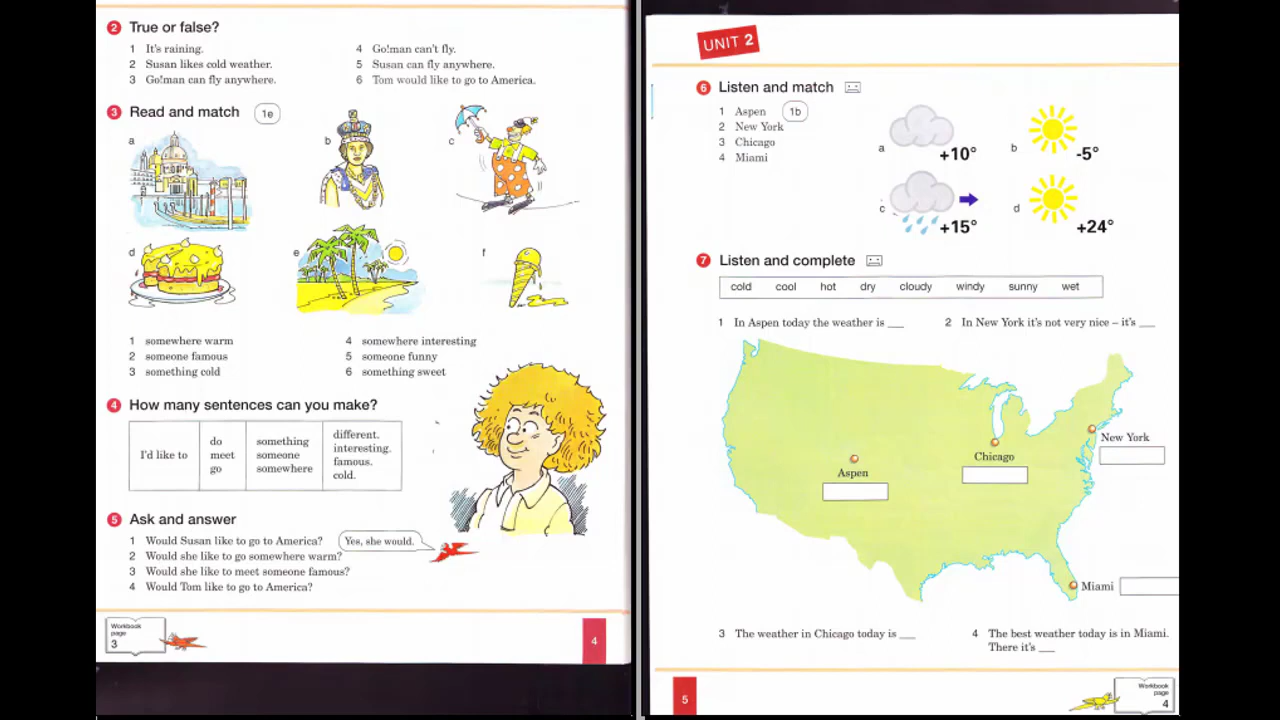 2 True or false?
1 It's raining.
2 Susan likes cold weather.
3 Go!man can fly anywhere.
4 Go!man can't fly.
5 Susan can fly anywhere.
6 Tom would like to go to America.
3 Read and match
1e
a
b
c
d
e
f
1 somewhere warm
2 someone famous
3 something cold
4 somewhere interesting
5 someone funny
6 something sweet
4 How many sentences can you make?
I'd like to
do
meet
go
something
someone
somewhere
different.
interesting.
famous.
cold.
5 Ask and answer
1 Would Susan like to go to America?
Yes, she would.
2 Would she like to go somewhere warm?
3 Would she like to meet someone famous?
4 Would Tom like to go to America?
Workbook
page
3
4
UNIT 2
6 Listen and match
1 Aspen 1b
2 New York
3 Chicago
4 Miami
a +10°
b -5°
c +15°
d +24°
7 Listen and complete
cold cool hot dry cloudy windy sunny wet
1 In Aspen today the weather is ___
2 In New York it's not very nice – it's ___
New York
Chicago
Aspen
Miami
3 The weather in Chicago today is ___
4 The best weather today is in Miami.
There it's ___
5
Workbook
page
4